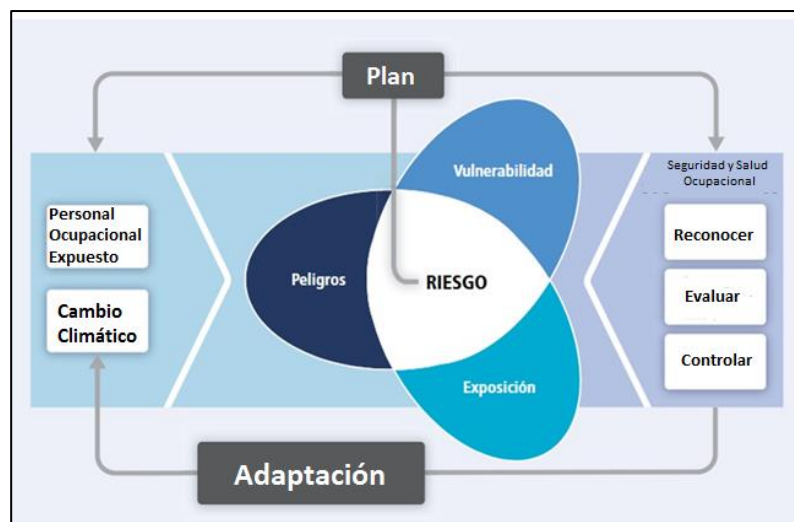 Plan
Seguridad y Salud
Ocupacional
Vulnerabilidad
Personal
Ocupacional
Expuesto
Reconocer
Peligros
RIESGO
Evaluar
Cambio
Climático
Controlar
Exposición
Adaptación